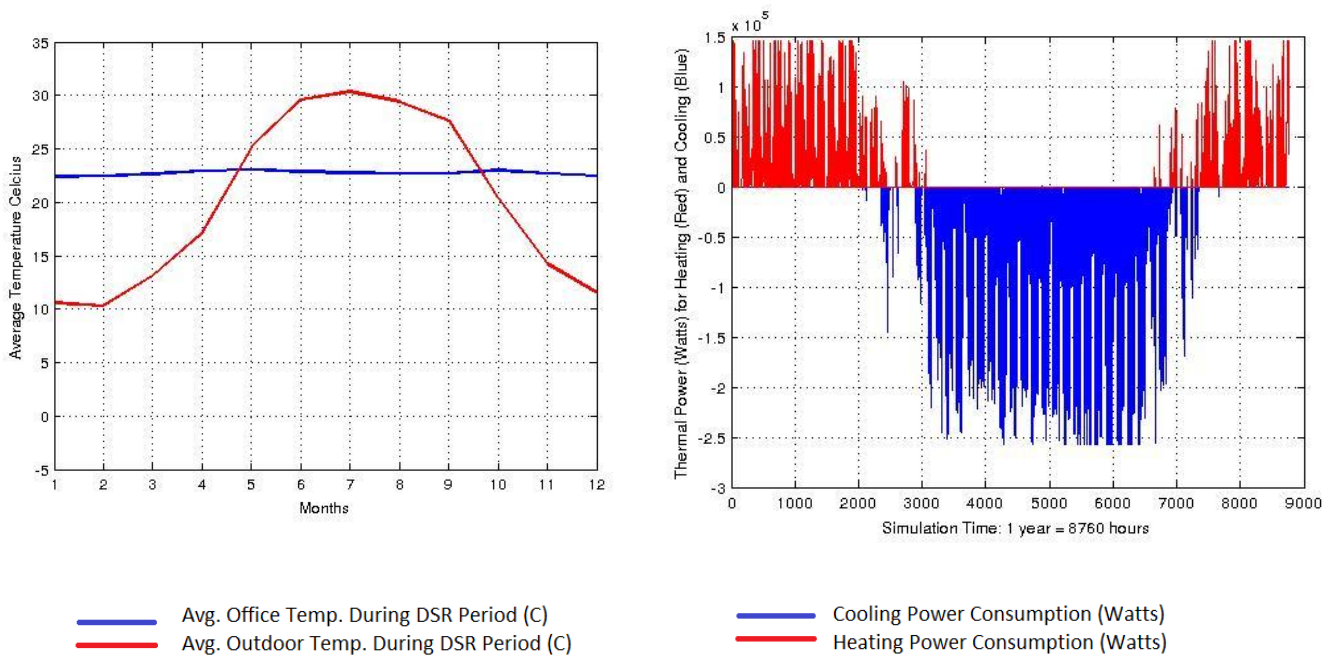 35
30
25
20
15
10
5
0
-5
1 2 3 4 5 6 7 8 9 10 11 12
Months
Average Temperature Celcius
Avg. Office Temp. During DSR Period (C)
Avg. Outdoor Temp. During DSR Period (C)
x 10^5
1.5
1
0.5
0
-0.5
-1
-1.5
-2
-2.5
-3
0 1000 2000 3000 4000 5000 6000 7000 8000 9000
Simulation Time: 1 year = 8760 hours
Thermal Power (Watts) for Heating (Red) and Cooling (Blue)
Cooling Power Consumption (Watts)
Heating Power Consumption (Watts)